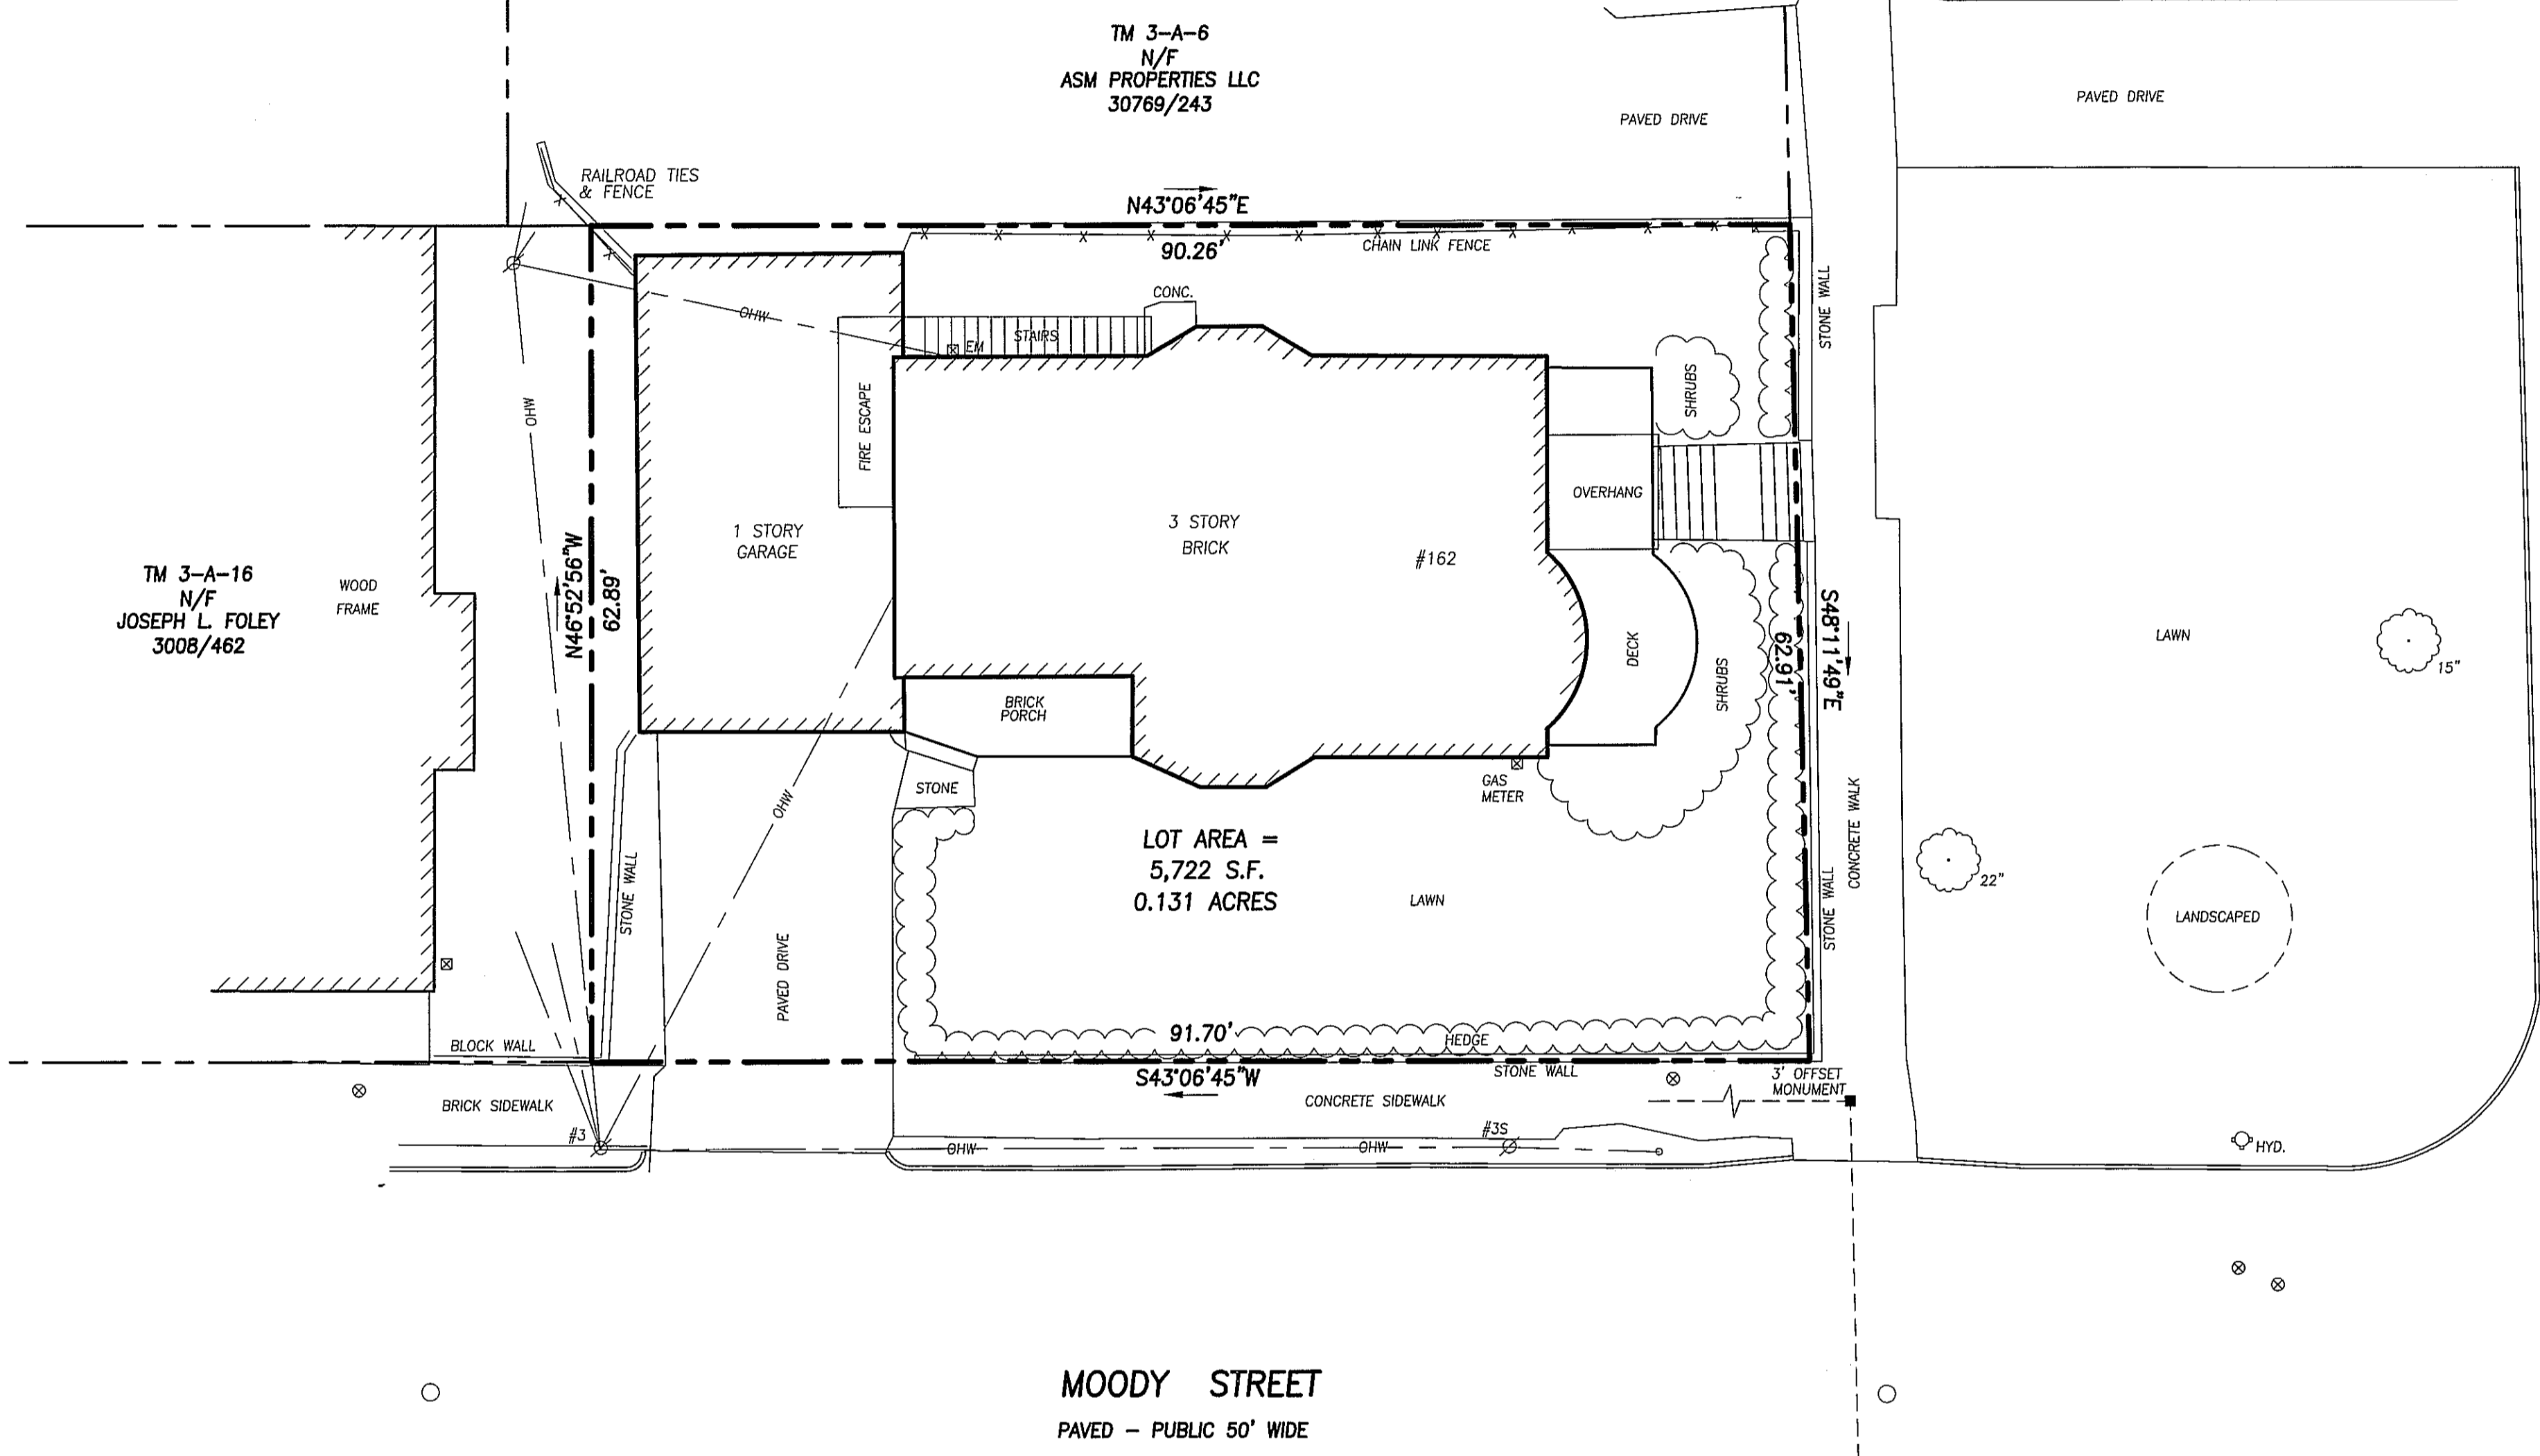 TM 3-A-6
N/F
ASM PROPERTIES LLC
30769/243
PAVED DRIVE
PAVED DRIVE
RAILROAD TIES
& FENCE
N43°06'45"E
90.26'
CHAIN LINK FENCE
CONC.
OHW
STAIRS
EM
STONE WALL
OHW
FIRE ESCAPE
SHRUBS
OVERHANG
1 STORY
GARAGE
3 STORY
BRICK
#162
TM 3-A-16
N/F
JOSEPH L. FOLEY
3008/462
WOOD
FRAME
N46°52'56"W
62.89'
DECK
SHRUBS
62.91'
S48°11'49"E
LAWN
15"
BRICK
PORCH
STONE
GAS
METER
OHW
LOT AREA =
5,722 S.F.
0.131 ACRES
LAWN
STONE WALL
PAVED DRIVE
STONE WALL
CONCRETE WALK
22"
LANDSCAPED
BLOCK WALL
91.70'
HEDGE
S43°06'45"W
STONE WALL
3' OFFSET
MONUMENT
BRICK SIDEWALK
CONCRETE SIDEWALK
#3
OHW
OHW
#3S
HYD.
MOODY STREET
PAVED - PUBLIC 50' WIDE